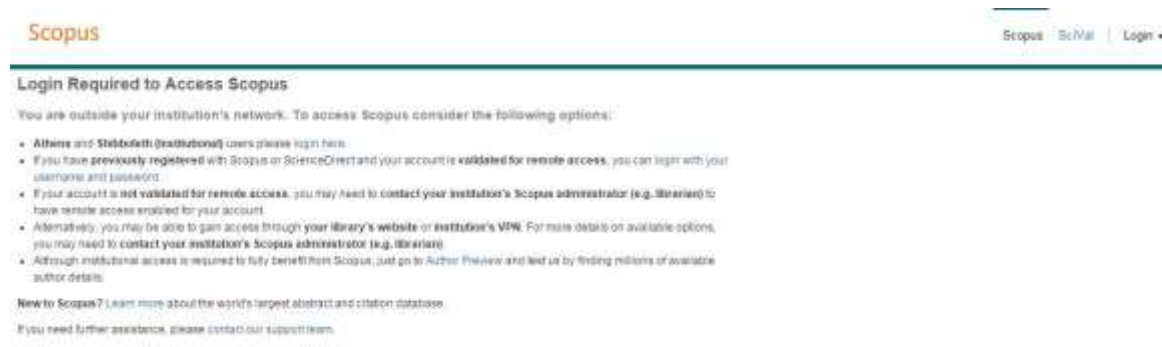 Scopus
Scopus SciVal | Login
Login Required to Access Scopus
You are outside your institution's network. To access Scopus consider the following options:
• Athens and Shibboleth (Institutional) users please login here.
• If you have previously registered with Scopus or ScienceDirect and your account is validated for remote access, you can login with your
username and password.
• If your account is not validated for remote access, you may need to contact your institution's Scopus administrator (e.g. librarian) to
have remote access enabled for your account.
• Alternatively, you may be able to gain access through your library's website or institution's VPN. For more details on available options,
you may need to contact your institution's Scopus administrator (e.g. librarian)
• Although institutional access is required to fully benefit from Scopus, just go to Author Preview and test us by finding millions of available
author details.
New to Scopus? Learn more about the world's largest abstract and citation database.
If you need further assistance, please contact our support team.